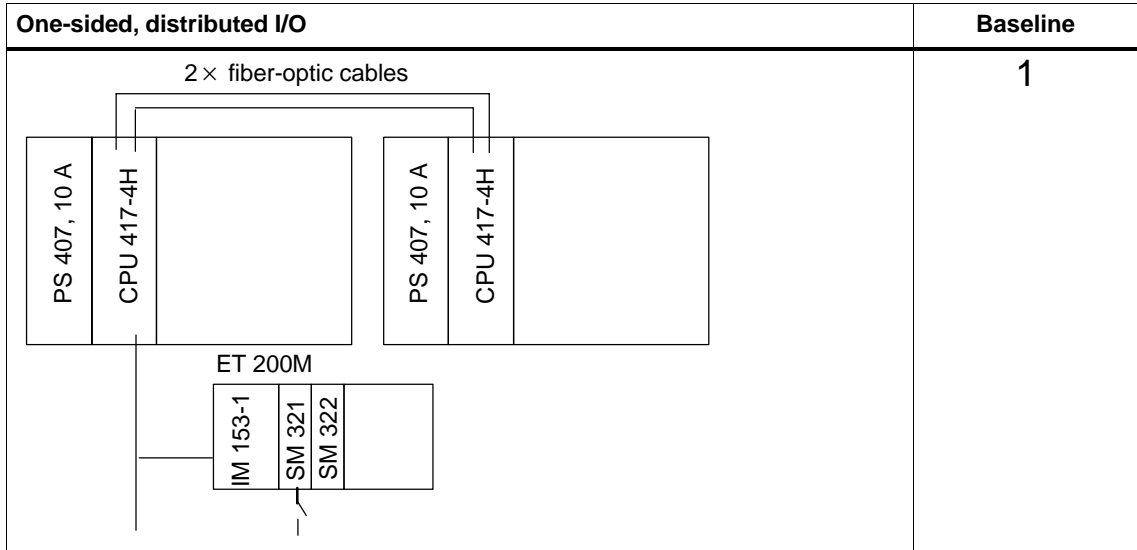 One-sided, distributed I/O
Baseline
2 × fiber-optic cables
1
PS 407, 10 A
CPU 417-4H
PS 407, 10 A
CPU 417-4H
ET 200M
IM 153-1
SM 321
SM 322